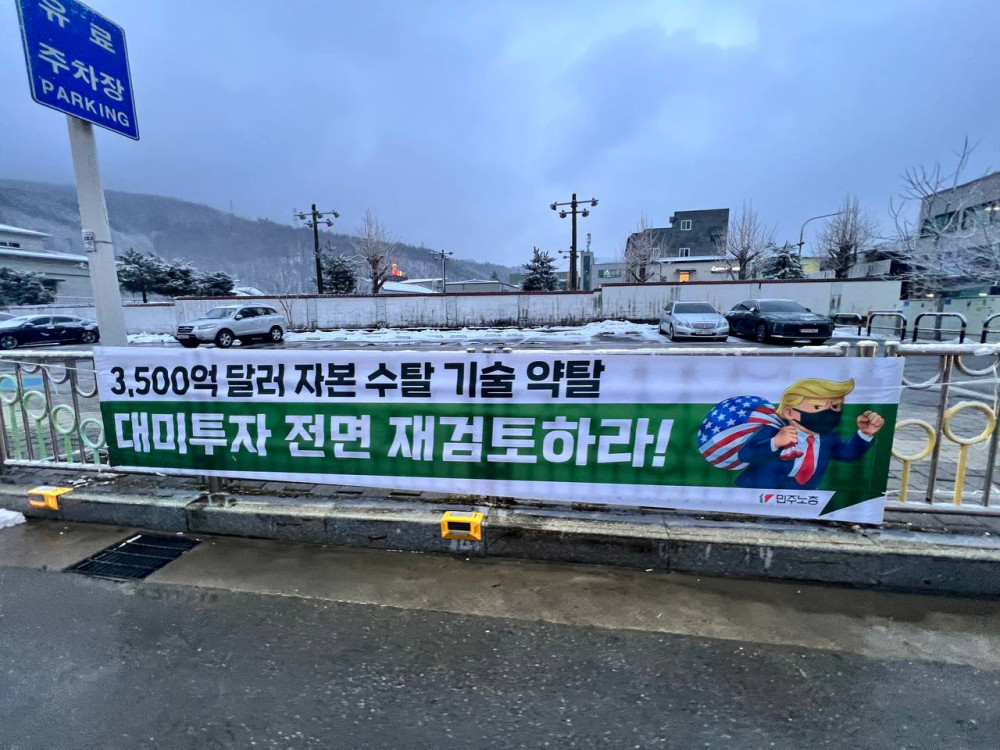 유료
주차장
PARKING
3,500억 달러 자본 수탈 기술 약탈
대미투자 전면 재검토하라!
민주노총